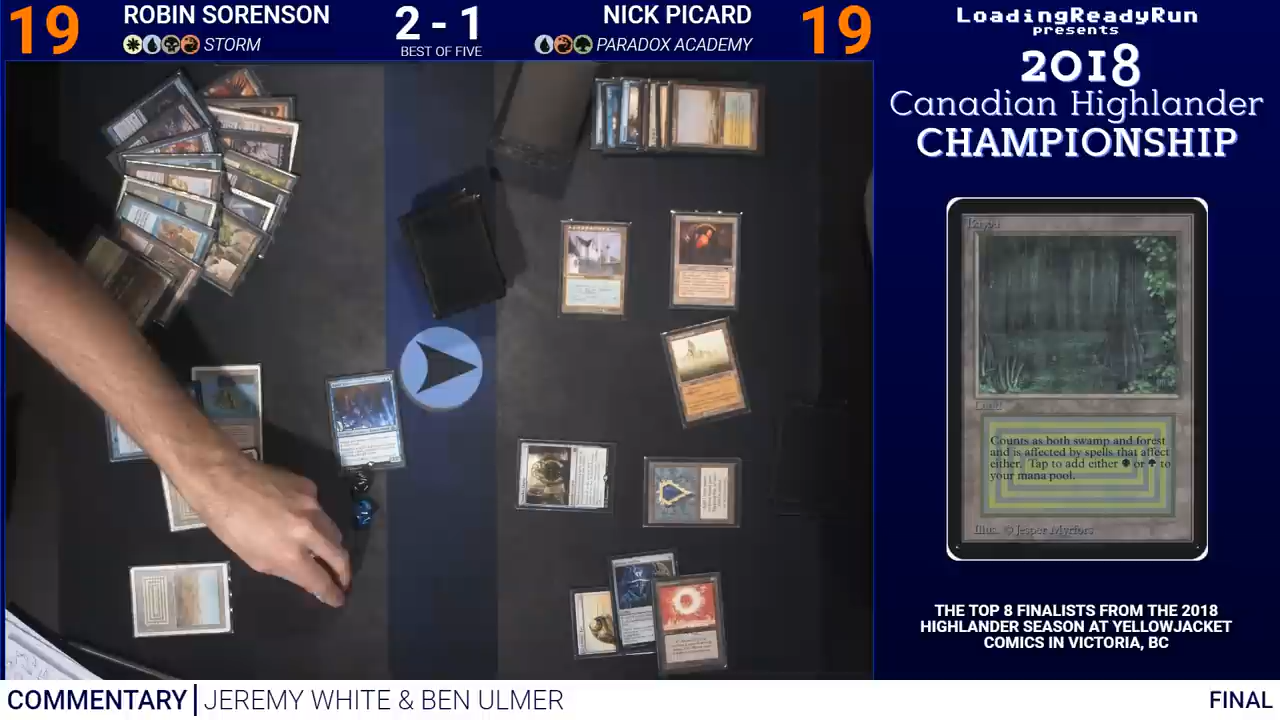 19
ROBIN SORENSON
STORM
2 - 1
BEST OF FIVE
NICK PICARD
PARADOX ACADEMY
19
LoadingReadyRun
presents
2018
Canadian Highlander
CHAMPIONSHIP
Bayou
Land
Counts as both swamp and forest
and is affected by spells that affect
either. Tap to add either or to
your mana pool.
Illus. © Jesper Myrfors
THE TOP 8 FINALISTS FROM THE 2018
HIGHLANDER SEASON AT YELLOWJACKET
COMICS IN VICTORIA, BC
COMMENTARY JEREMY WHITE & BEN ULMER
FINAL